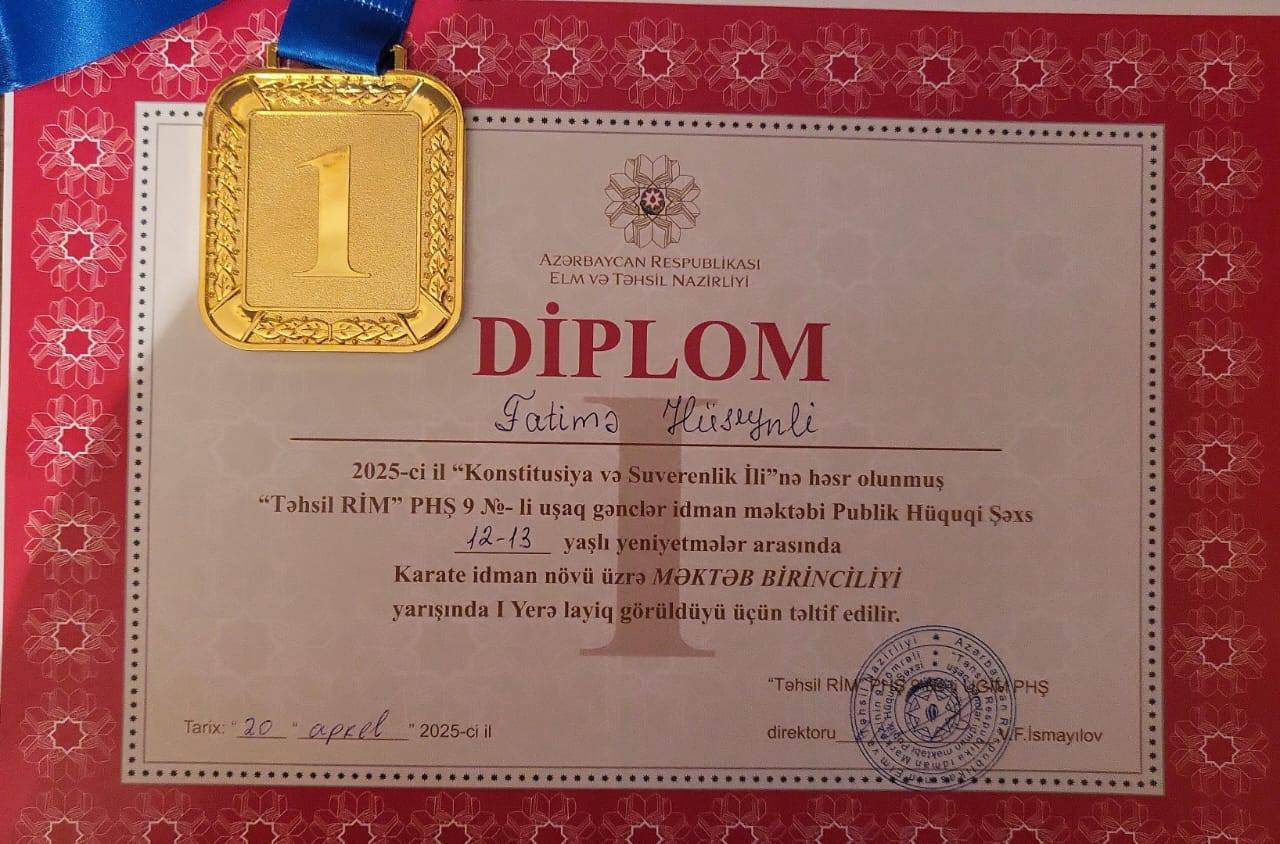 1
AZƏRBAYCAN RESPUBLİKASI
ELM VƏ TƏHSİL NAZİRLİYİ
DİPLOM
Fatimə Hüseynli
I
2025-ci il “Konstitusiya və Suverenlik İli”nə həsr olunmuş
“Təhsil RİM” PHŞ 9 №- li uşaq gənclər idman məktəbi Publik Hüquqi Şəxs
12-13 yaşlı yeniyetmələr arasında
Karate idman növü üzrə MƏKTƏB BİRİNCİLİYİ
yarışında I Yerə layiq görüldüyü üçün təltif edilir.
“Təhsil RİM” PHŞ PHŞ
Tarix: “ 20 “ aprel ” 2025-ci il
direktoru F.İsmayılov